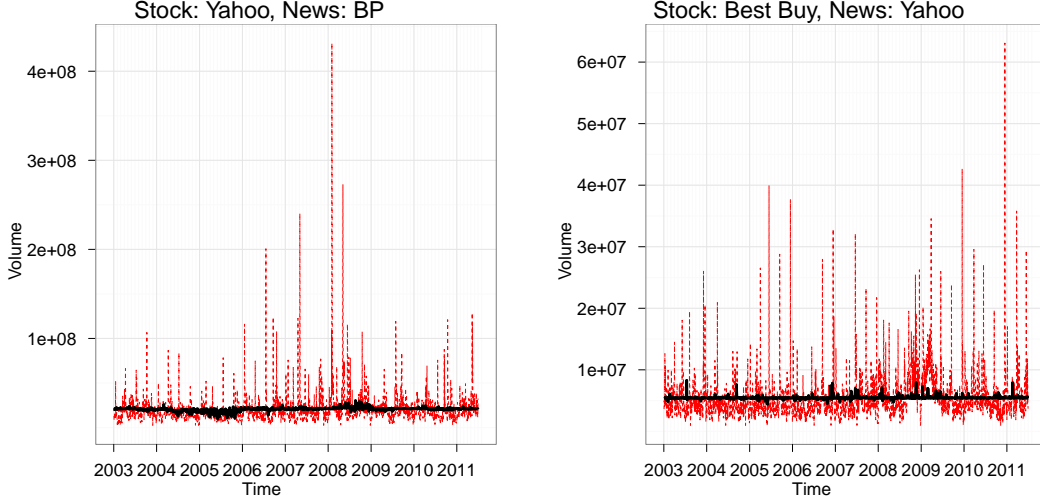 Stock: Yahoo, News: BP
4e+08
3e+08
2e+08
1e+08
Volume
2003 2004 2005 2006 2007 2008 2009 2010 2011
Time
Stock: Best Buy, News: Yahoo
6e+07
5e+07
4e+07
3e+07
2e+07
1e+07
Volume
2003 2004 2005 2006 2007 2008 2009 2010 2011
Time